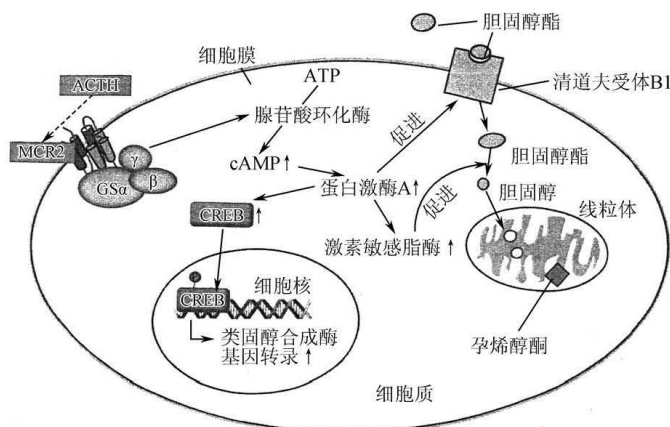 胆固醇酯
细胞膜
ATP
ACTH
清道夫受体B1
腺苷酸环化酶
促进
MCR2
γ
β
GSα
cAMP↑
胆固醇酯
蛋白激酶A↑
促进
胆固醇
CREB↑
线粒体
激素敏感脂酶↑
细胞核
CREB
类固醇合成酶
基因转录↑
孕烯醇酮
细胞质